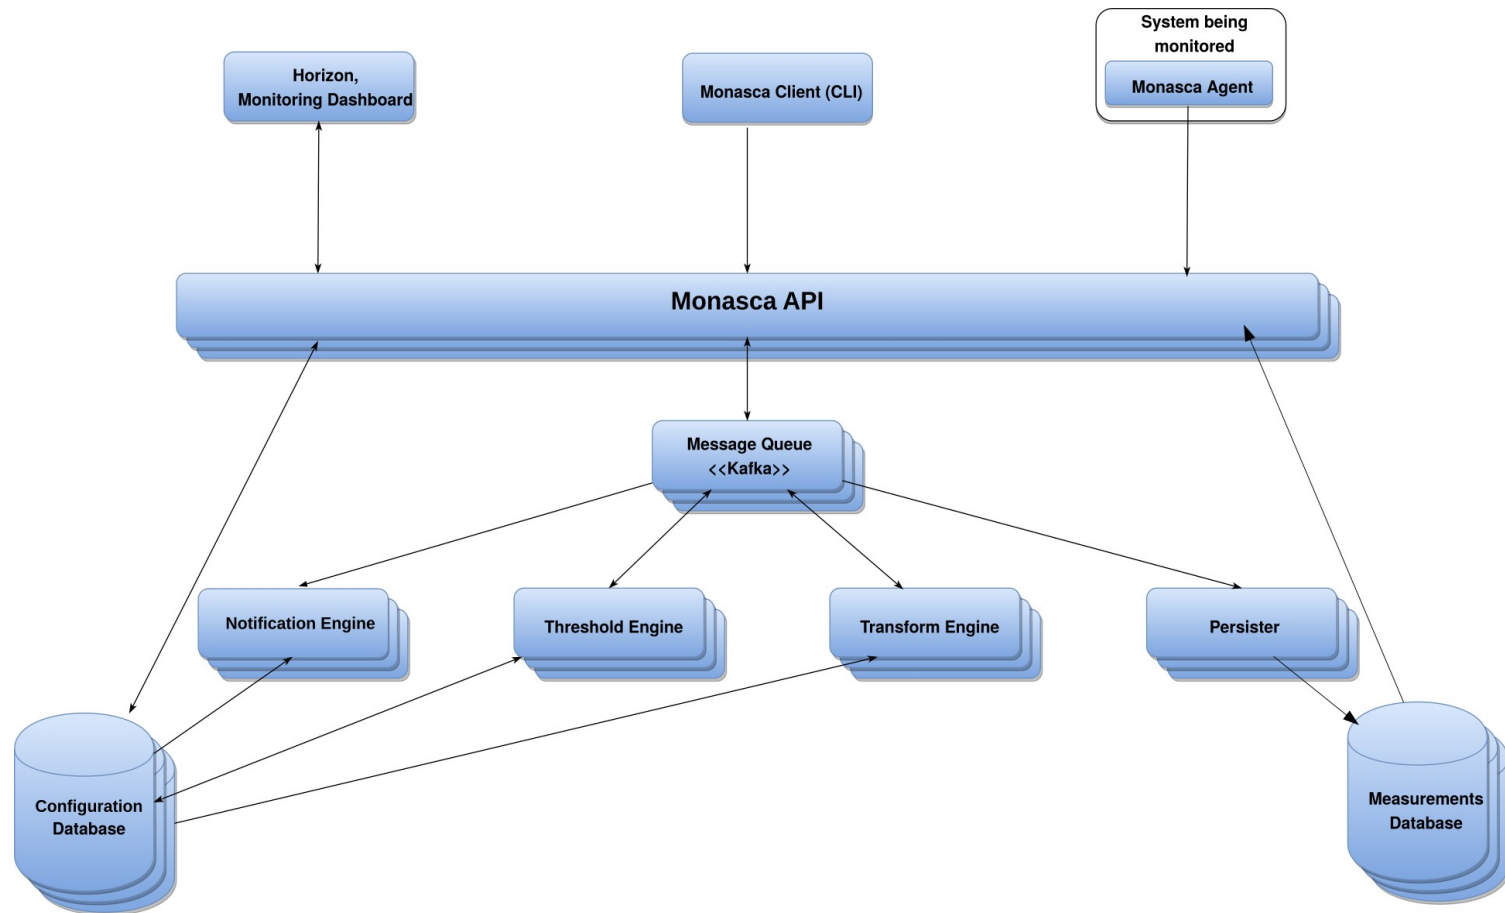 Horizon,
Monitoring Dashboard
Monasca Client (CLI)
System being
monitored
Monasca Agent
Monasca API
Message Queue
<<Kafka>>
Notification Engine
Threshold Engine
Transform Engine
Persister
Configuration
Database
Measurements
Database